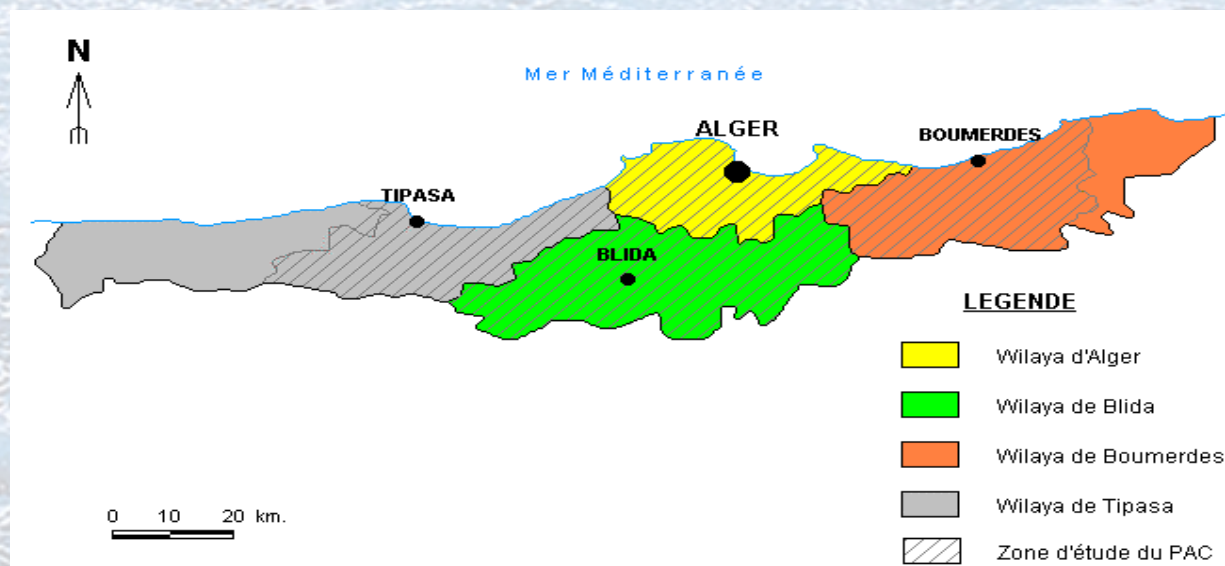 N
Mer Méditerranée
ALGER
BOUMERDES
TIPASA
BLIDA
LEGENDE
Wilaya d'Alger
Wilaya de Blida
Wilaya de Boumerdes
Wilaya de Tipasa
Zone d'étude du PAC
0 10 20 km.